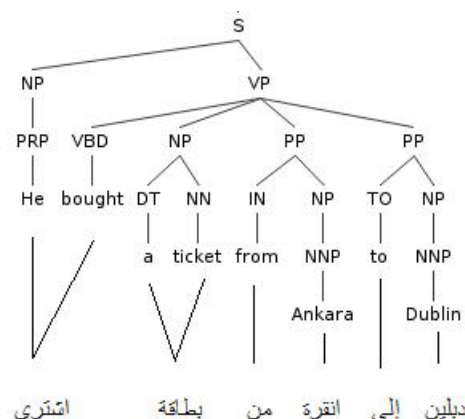 S
NP VP
PRP VBD NP PP PP
He bought DT NN IN NP TO NP
a ticket from NNP to NNP
Ankara Dublin
اشترى بطاقة من انقرة إلى دبلين